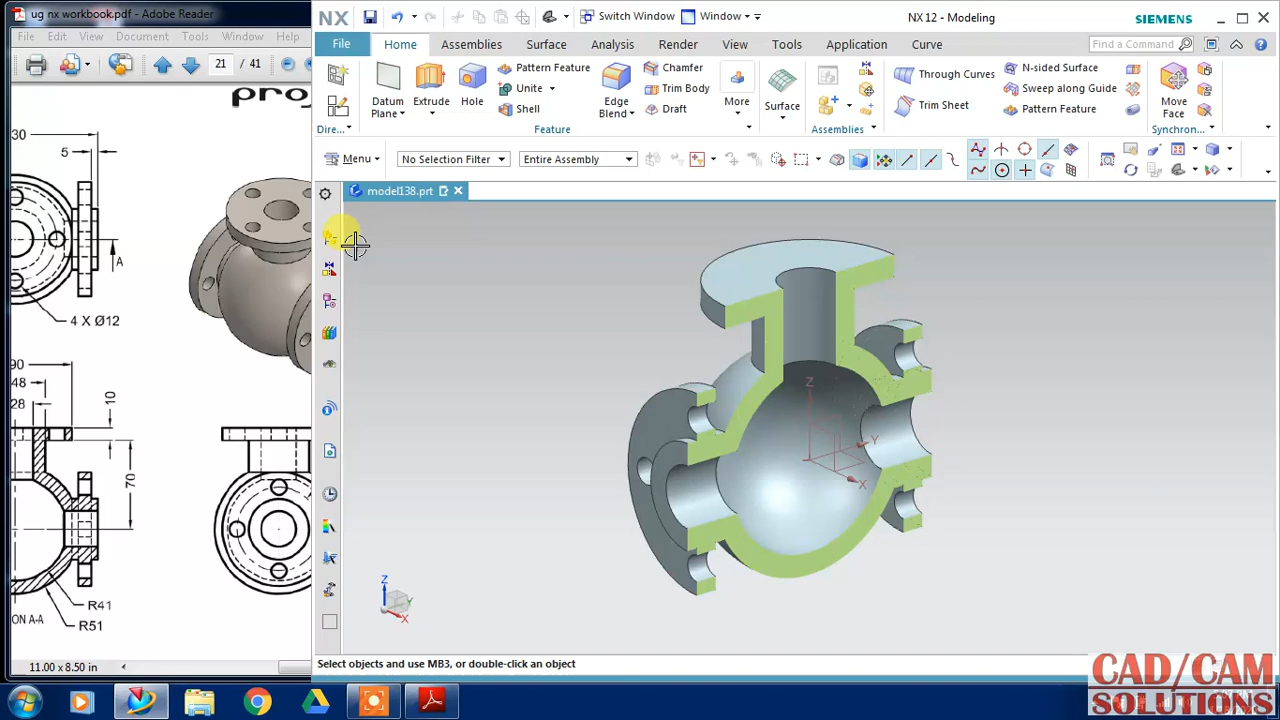 ug nx workbook.pdf - Adobe Reader
File Edit View Document Tools Window Help
21 / 41
30
5
A
4 X Ø12
90
48
28
10
70
R41
ON A-A
R51
11.00 x 8.50 in
NX
Switch Window
Window
NX 12 - Modeling
SIEMENS
File Home Assemblies Surface Analysis Render View Tools Application Curve
Find a Command
Datum Plane
Extrude
Hole
Pattern Feature
Unite
Shell
Edge Blend
Chamfer
Trim Body
Draft
More
Surface
Through Curves
Trim Sheet
N-sided Surface
Sweep along Guide
Pattern Feature
Move Face
Dire...
Feature
Assemblies
Synchro...
Menu
No Selection Filter
Entire Assembly
model138.prt
Z
Y
X
Z
X
Select objects and use MB3, or double-click an object
CAD/CAM
SOLUTIONS